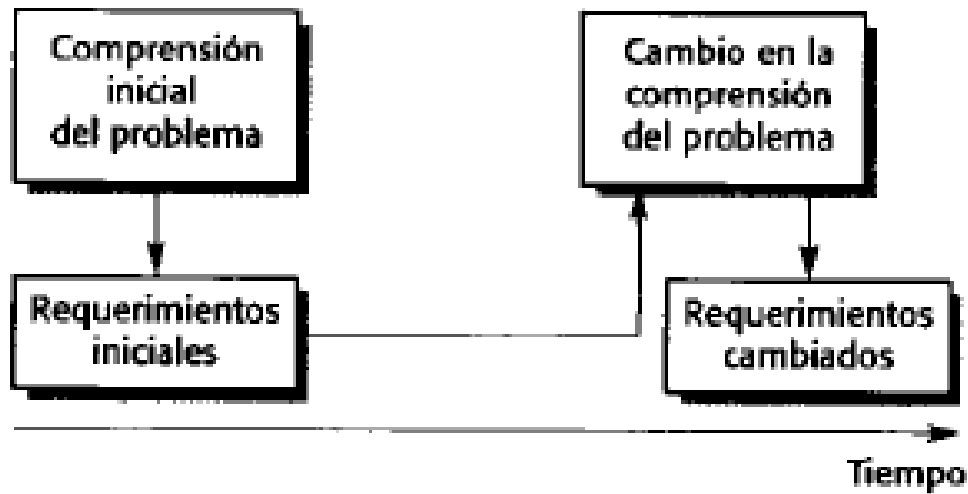 Comprensión
inicial
del problema
Requerimientos
iniciales
Cambio en la
comprensión
del problema
Requerimientos
cambiados
Tiempo